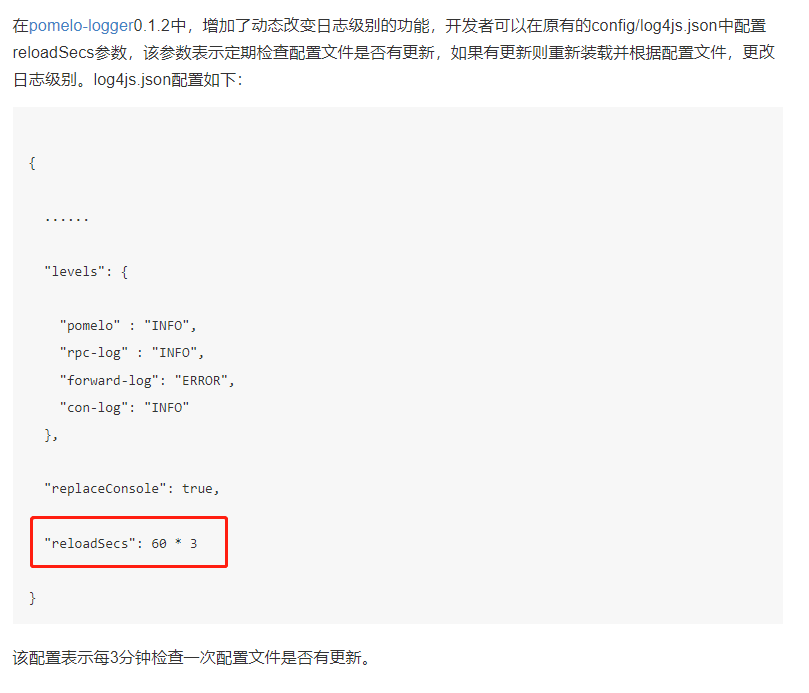 在pomelo-logger0.1.2中，增加了动态改变日志级别的功能，开发者可以在原有的config/log4js.json中配置
reloadSecs参数，该参数表示定期检查配置文件是否有更新，如果有更新则重新装载并根据配置文件，更改
日志级别。log4js.json配置如下：
{
......
"levels": {
"pomelo" : "INFO",
"rpc-log" : "INFO",
"forward-log": "ERROR",
"con-log": "INFO"
},
"replaceConsole": true,
"reloadSecs": 60 * 3
}
该配置表示每3分钟检查一次配置文件是否有更新。